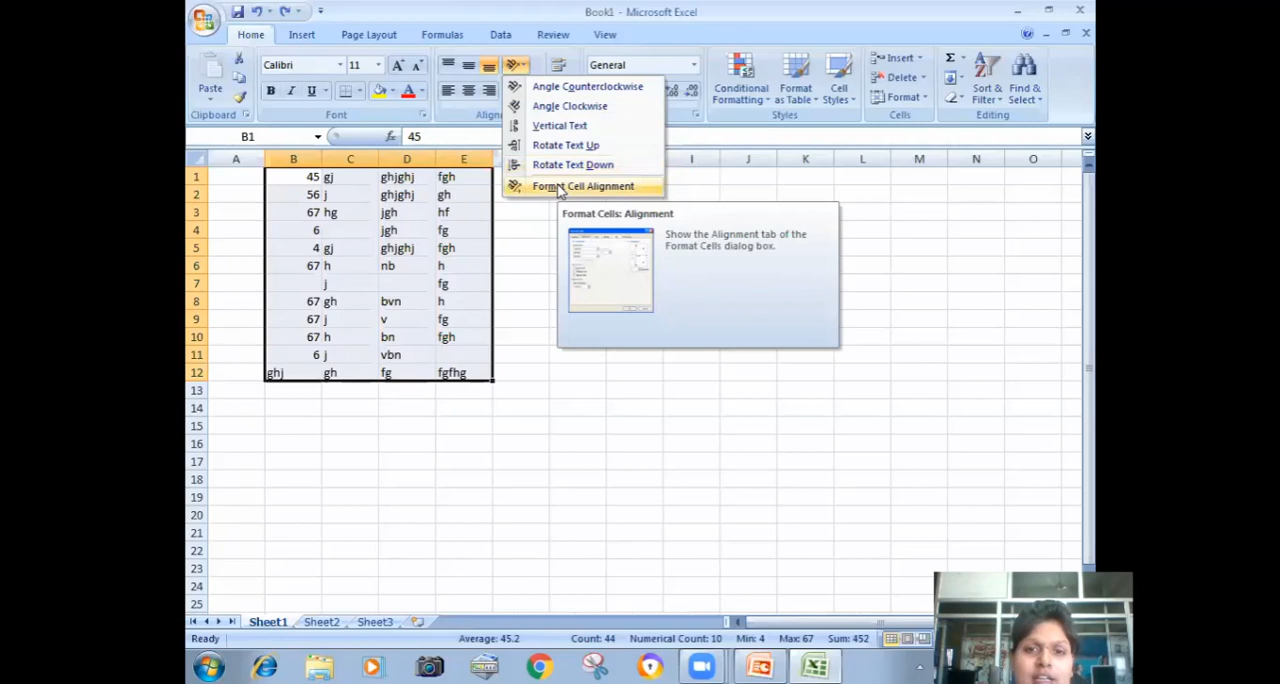 Book1 - Microsoft Excel
Home Insert Page Layout Formulas Data Review View
Paste
Clipboard
Calibri 11 A A
B I U A
Font
General
Conditional Formatting
Format as Table
Cell Styles
Styles
Insert
Delete
Format
Cells
Σ
Sort & Filter
Find & Select
Editing
Angle Counterclockwise
Angle Clockwise
Vertical Text
Rotate Text Up
Rotate Text Down
Format Cell Alignment
Format Cells: Alignment
Show the Alignment tab of the
Format Cells dialog box.
B1 fx 45
A B C D E I J K L M N O
1 45 gj ghjghj fgh
2 56 j ghjghj gh
3 67 hg jgh hf
4 6 jgh fg
5 4 gj ghjghj fgh
6 67 h nb h
7 j fg
8 67 gh bvn h
9 67 j v fg
10 67 h bn fgh
11 6 j vbn
12 ghj gh fg fgfhg
13
14
15
16
17
18
19
20
21
22
23
24
25
Sheet1 Sheet2 Sheet3
Ready Average: 45.2 Count: 44 Numerical Count: 10 Min: 4 Max: 67 Sum: 452